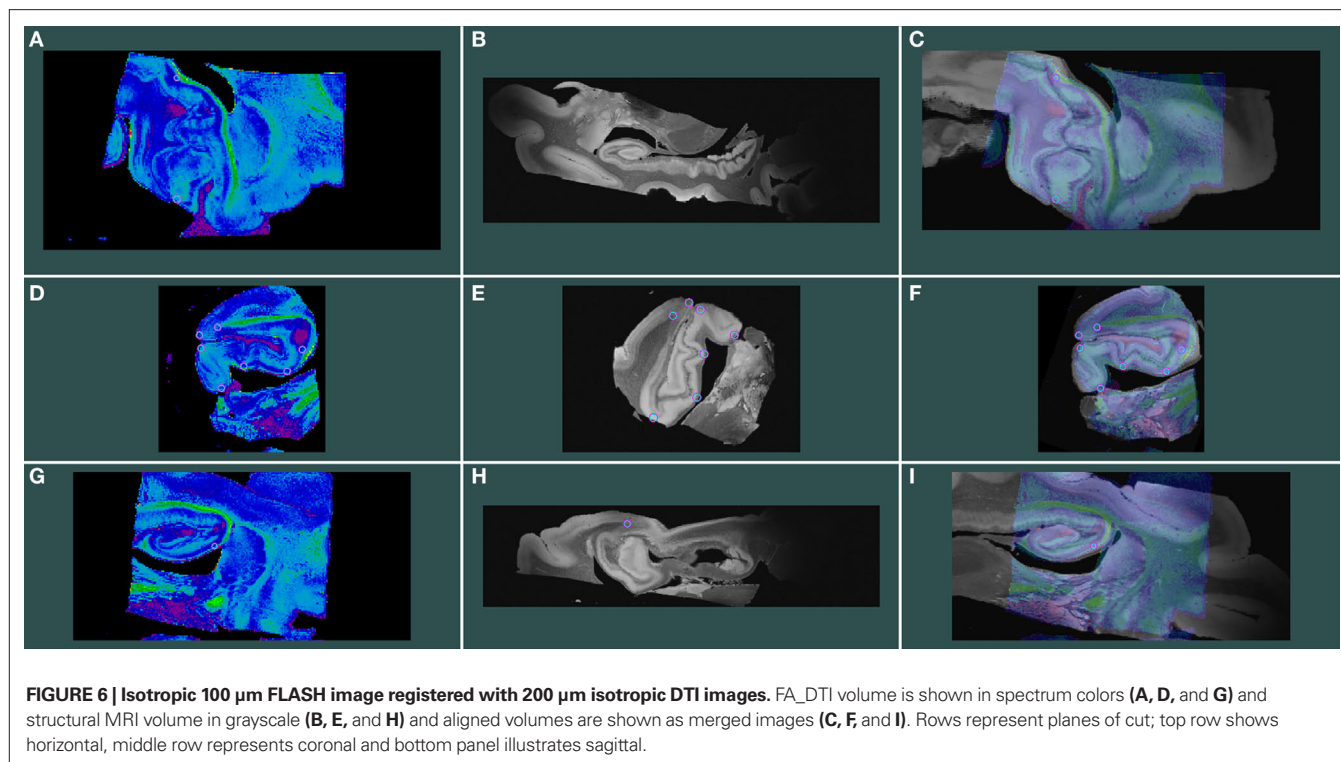 A
B
C
D
E
F
G
H
I
FIGURE 6 | Isotropic 100 µm FLASH image registered with 200 µm isotropic DTI images. FA_DTI volume is shown in spectrum colors (A, D, and G) and
structural MRI volume in grayscale (B, E, and H) and aligned volumes are shown as merged images (C, F, and I). Rows represent planes of cut; top row shows
horizontal, middle row represents coronal and bottom panel illustrates sagittal.